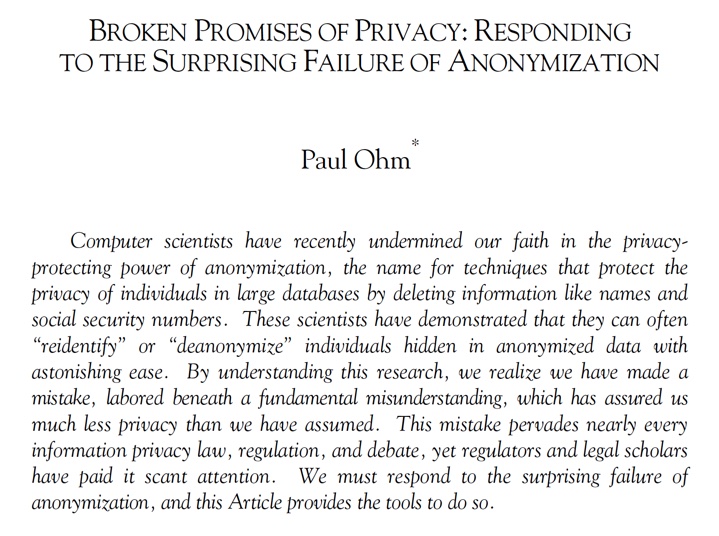 BROKEN PROMISES OF PRIVACY: RESPONDING
TO THE SURPRISING FAILURE OF ANONYMIZATION
Paul Ohm*
Computer scientists have recently undermined our faith in the privacy-
protecting power of anonymization, the name for techniques that protect the
privacy of individuals in large databases by deleting information like names and
social security numbers. These scientists have demonstrated that they can often
“reidentify” or “deanonymize” individuals hidden in anonymized data with
astonishing ease. By understanding this research, we realize we have made a
mistake, labored beneath a fundamental misunderstanding, which has assured us
much less privacy than we have assumed. This mistake pervades nearly every
information privacy law, regulation, and debate, yet regulators and legal scholars
have paid it scant attention. We must respond to the surprising failure of
anonymization, and this Article provides the tools to do so.